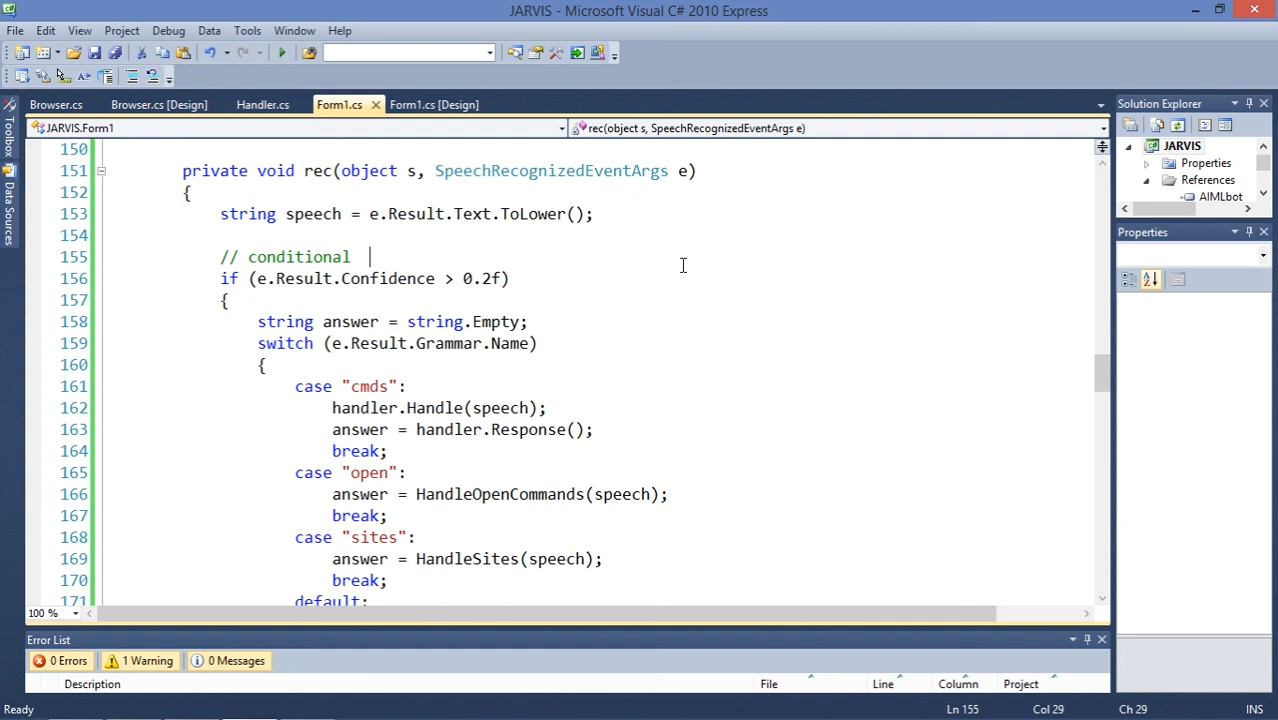 JARVIS - Microsoft Visual C# 2010 Express
File Edit View Project Debug Data Tools Window Help
Browser.cs Browser.cs [Design] Handler.cs Form1.cs Form1.cs [Design] Solution Explorer
JARVIS.Form1 rec(object s, SpeechRecognizedEventArgs e)
Toolbox
Data Sources
150
151 private void rec(object s, SpeechRecognizedEventArgs e)
152 {
153 string speech = e.Result.Text.ToLower();
154
155 // conditional
156 if (e.Result.Confidence > 0.2f)
157 {
158 string answer = string.Empty;
159 switch (e.Result.Grammar.Name)
160 {
161 case "cmds":
162 handler.Handle(speech);
163 answer = handler.Response();
164 break;
165 case "open":
166 answer = HandleOpenCommands(speech);
167 break;
168 case "sites":
169 answer = HandleSites(speech);
170 break;
171 default:
100 %
JARVIS
Properties
References
AIMLbot
Properties
Error List
0 Errors 1 Warning 0 Messages
Description File Line Column Project
Ready Ln 155 Col 29 Ch 29 INS